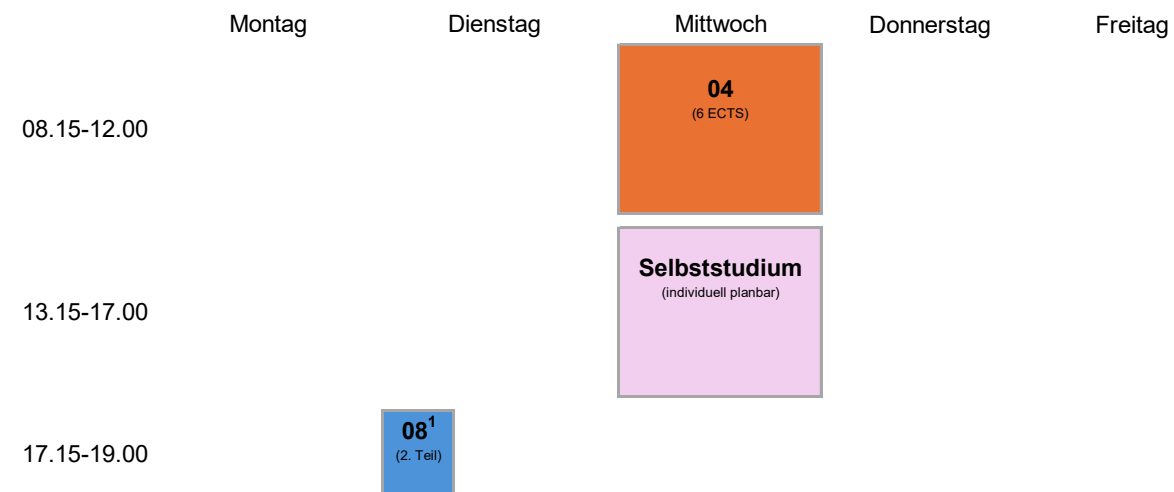 Montag Dienstag Mittwoch Donnerstag Freitag
08.15-12.00
04
(6 ECTS)
13.15-17.00
Selbststudium
(individuell planbar)
17.15-19.00
08¹
(2. Teil)